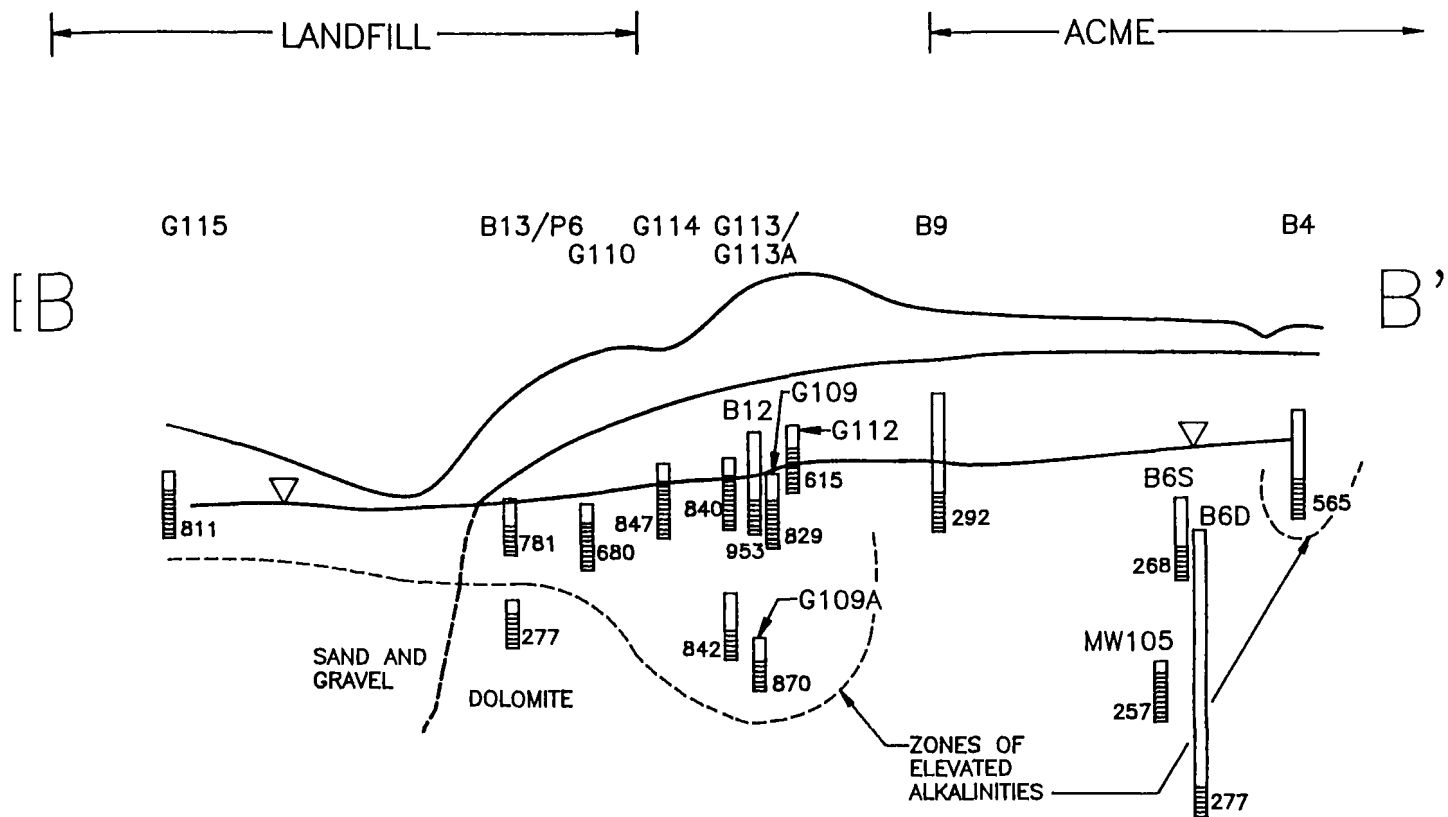 LANDFILL
ACME
G115
B13/P6
G110
G114
G113/
G113A
B9
B4
B
B'
G109
B12
G112
811
781
680
847
840
953
829
615
292
565
B6S
B6D
268
277
842
G109A
870
MW105
257
277
SAND AND
GRAVEL
DOLOMITE
ZONES OF
ELEVATED
ALKALINITIES